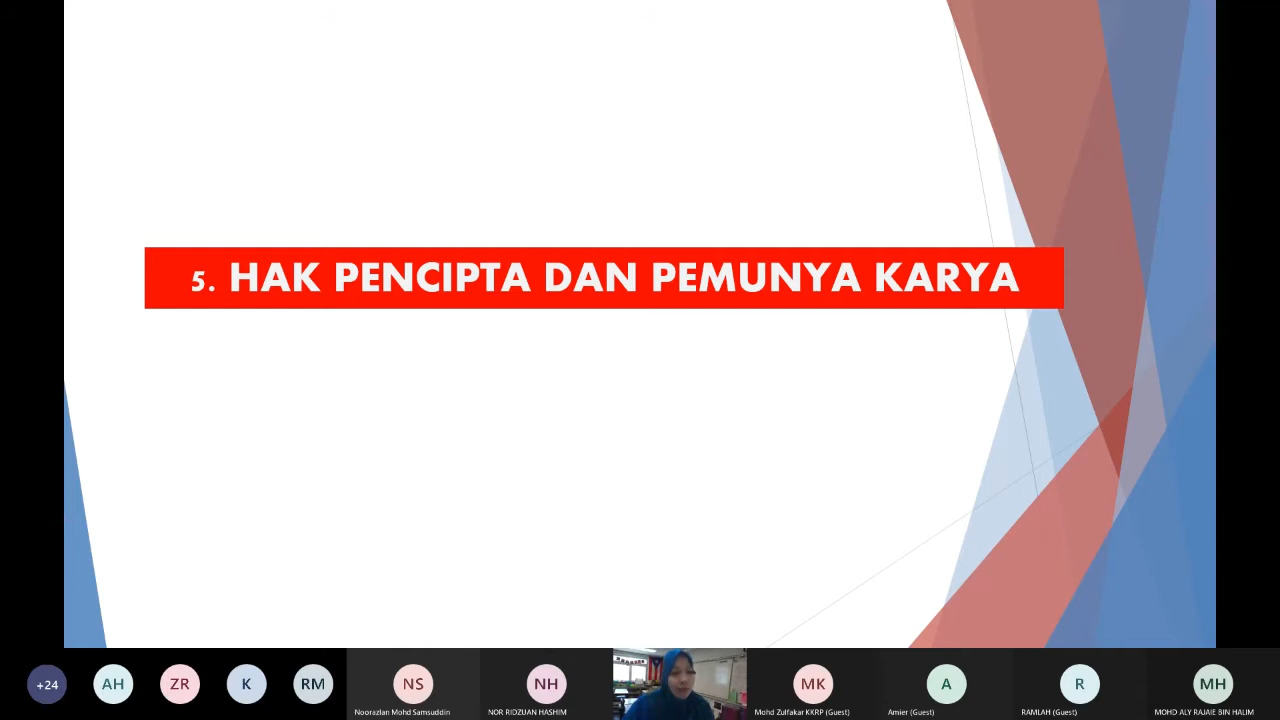 5. HAK PENCIPTA DAN PEMUNYA KARYA
+24
AH
ZR
K
RM
NS
NH
MK
A
R
MH
Noorazlan Mohd Samsuddin
NOR RIDZUAN HASHIM
Mohd Zulfakar KKRP (Guest)
Amier (Guest)
RAMLAH (Guest)
MOHD ALY RAJAIE BIN HALIM